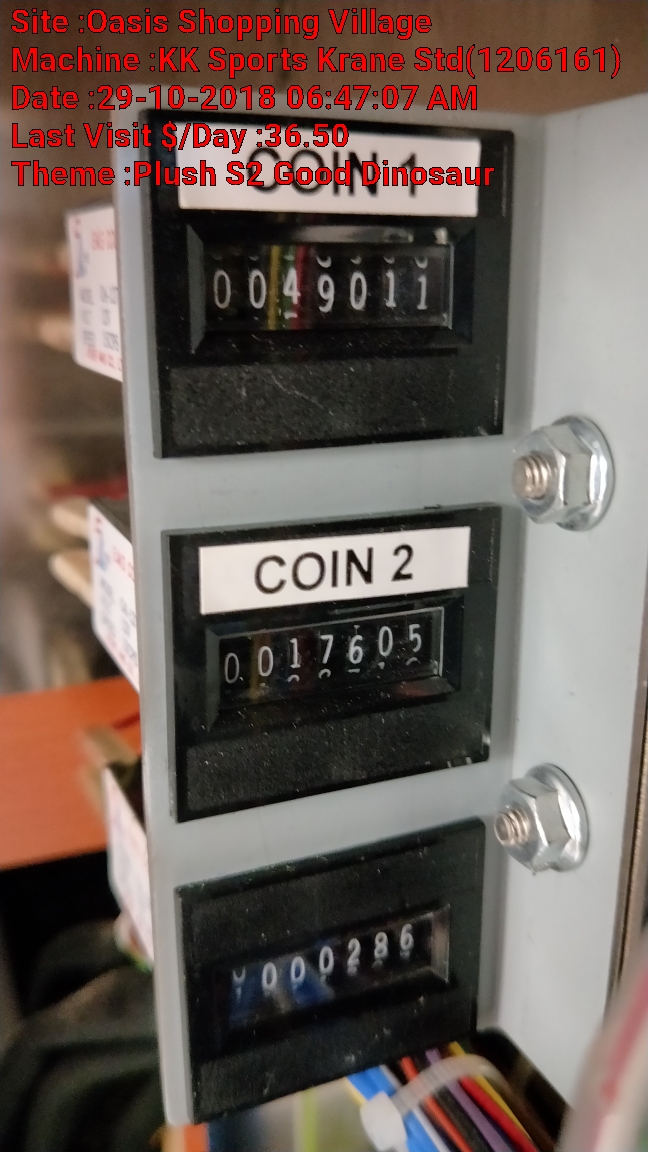 Site :Oasis Shopping Village
Machine :KK Sports Krane Std(1206161)
Date :29-10-2018 06:47:07 AM
Last Visit $/Day :36.50
Theme :Plush S2 Good Dinosaur
COIN 1
0049011
COIN 2
0017605
000286